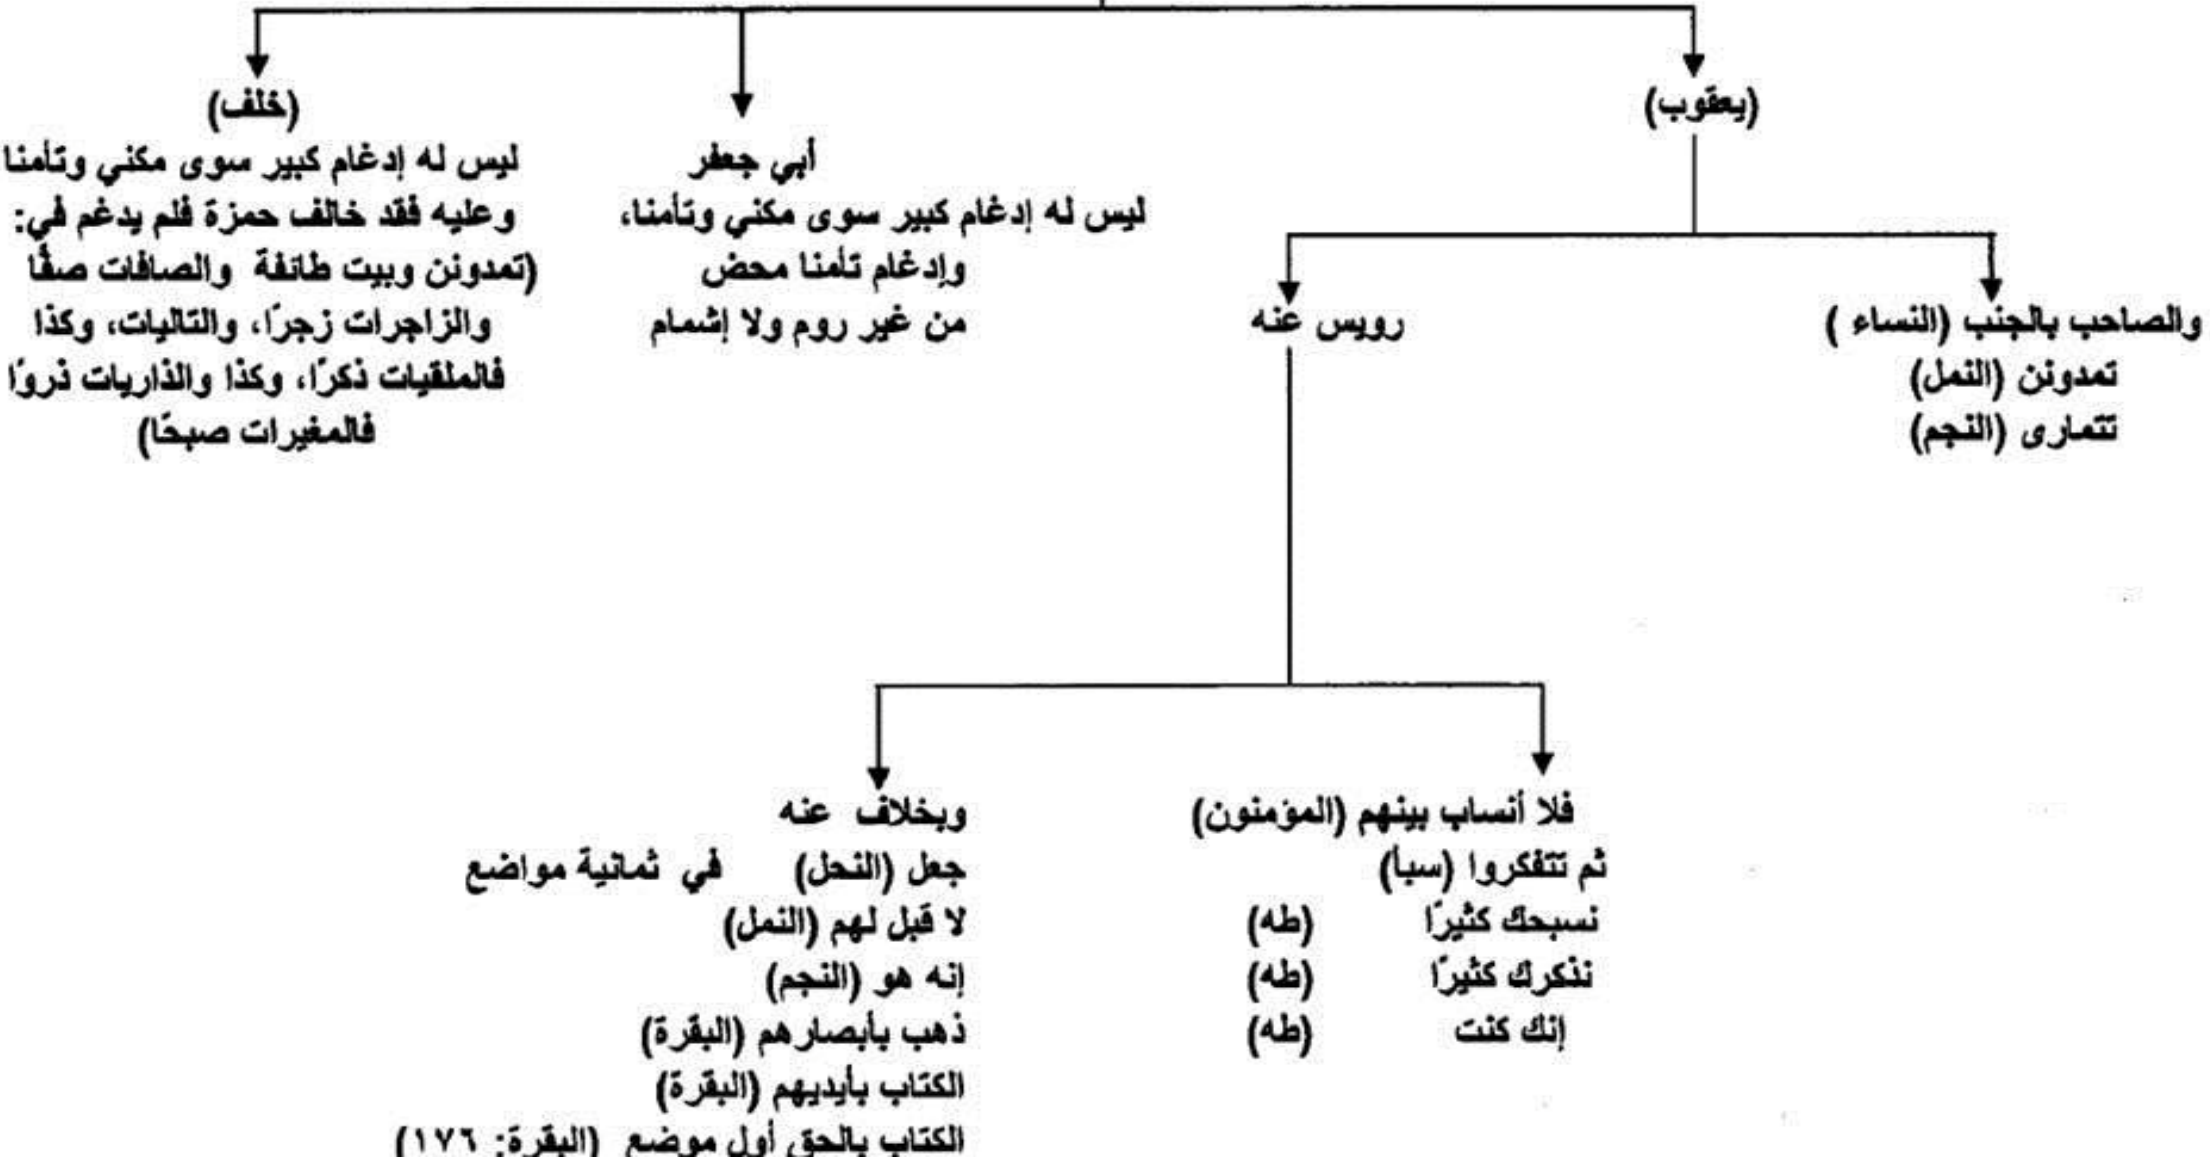 (يعقوب)
والصاحب بالجنب (النساء )
تمدونن (النمل)
تتمارى (النجم)
رويس عنه
فلا أنساب بينهم (المؤمنون)
ثم تتفكروا (سبأ)
نسبحك كثيرًا (طه)
نذكرك كثيرًا (طه)
إنك كنت (طه)
وبخلاف عنه
جعل (النحل) في ثمانية مواضع
لا قبل لهم (النمل)
إنه هو (النجم)
ذهب بأبصارهم (البقرة)
الكتاب بأيديهم (البقرة)
الكتاب بالحق أول موضع (البقرة: ١٧٦)
أبي جعفر
ليس له إدغام كبير سوى مكني وتأمنا،
وإدغام تأمنا محض
من غير روم ولا إشمام
(خلف)
ليس له إدغام كبير سوى مكني وتأمنا
وعليه فقد خالف حمزة فلم يدغم في:
(تمدونن وبيت طائفة والصافات صفًا
والزاجرات زجرًا، والتاليات، وكذا
فالملقيات ذكرًا، وكذا والذاريات ذروًا
فالمغيرات صبحًا)